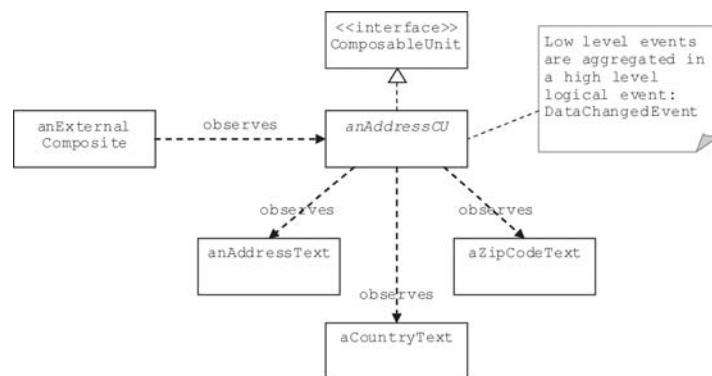 <<interface>>
ComposableUnit
Low level events
are aggregated in
a high level
logical event:
DataChangedEvent
anExternal
Composite
observes
anAddressCU
observes
observes
anAddressText
aZipCodeText
observes
aCountryText